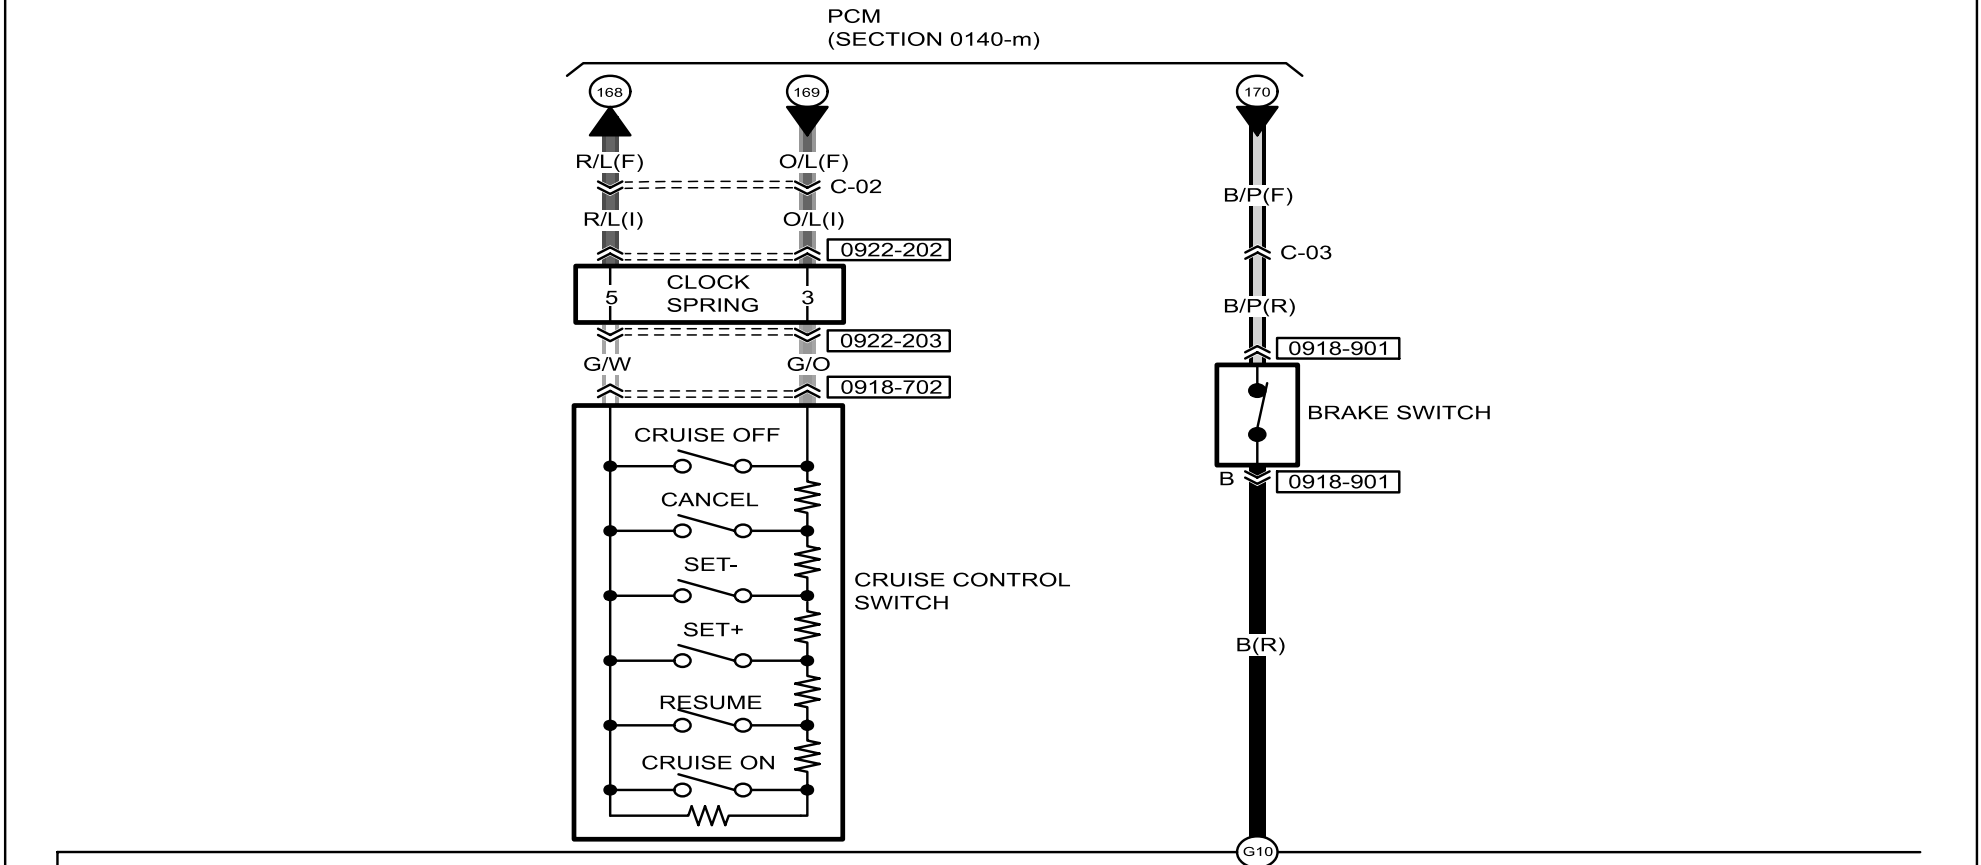 PCM
(SECTION 0140-m)
168
169
170
R/L(F)
O/L(F)
C-02
B/P(F)
R/L(I)
O/L(I)
0922-202
C-03
CLOCK
SPRING
5
3
B/P(R)
0922-203
0918-901
G/W
G/O
0918-702
BRAKE SWITCH
CRUISE OFF
B
0918-901
CANCEL
SET-
CRUISE CONTROL
SWITCH
SET+
B(R)
RESUME
CRUISE ON
G10